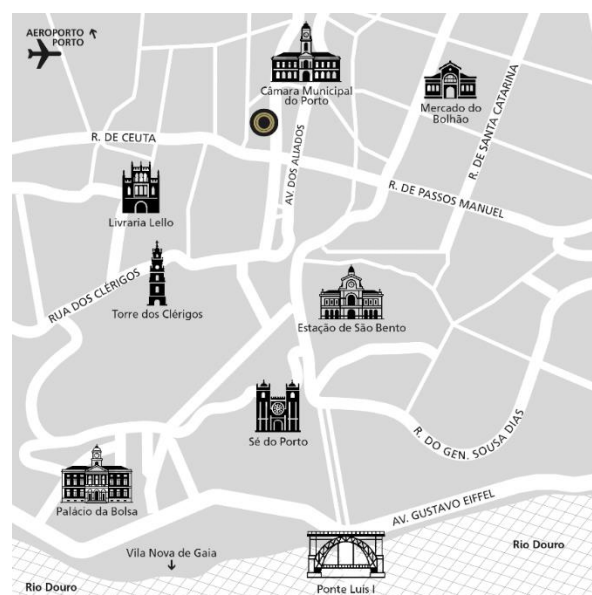 AEROPORTO
PORTO
Câmara Municipal
do Porto
Mercado do
Bolhão
R. DE CEUTA
AV. DOS ALIADOS
R. DE SANTA CATARINA
R. DE PASSOS MANUEL
Livraria Lello
RUA DOS CLÉRIGOS
Torre dos Clérigos
Estação de São Bento
Sé do Porto
R. DO GEN. SOUSA DIAS
Palácio da Bolsa
AV. GUSTAVO EIFFEL
Vila Nova de Gaia
Rio Douro
Rio Douro
Ponte Luis I